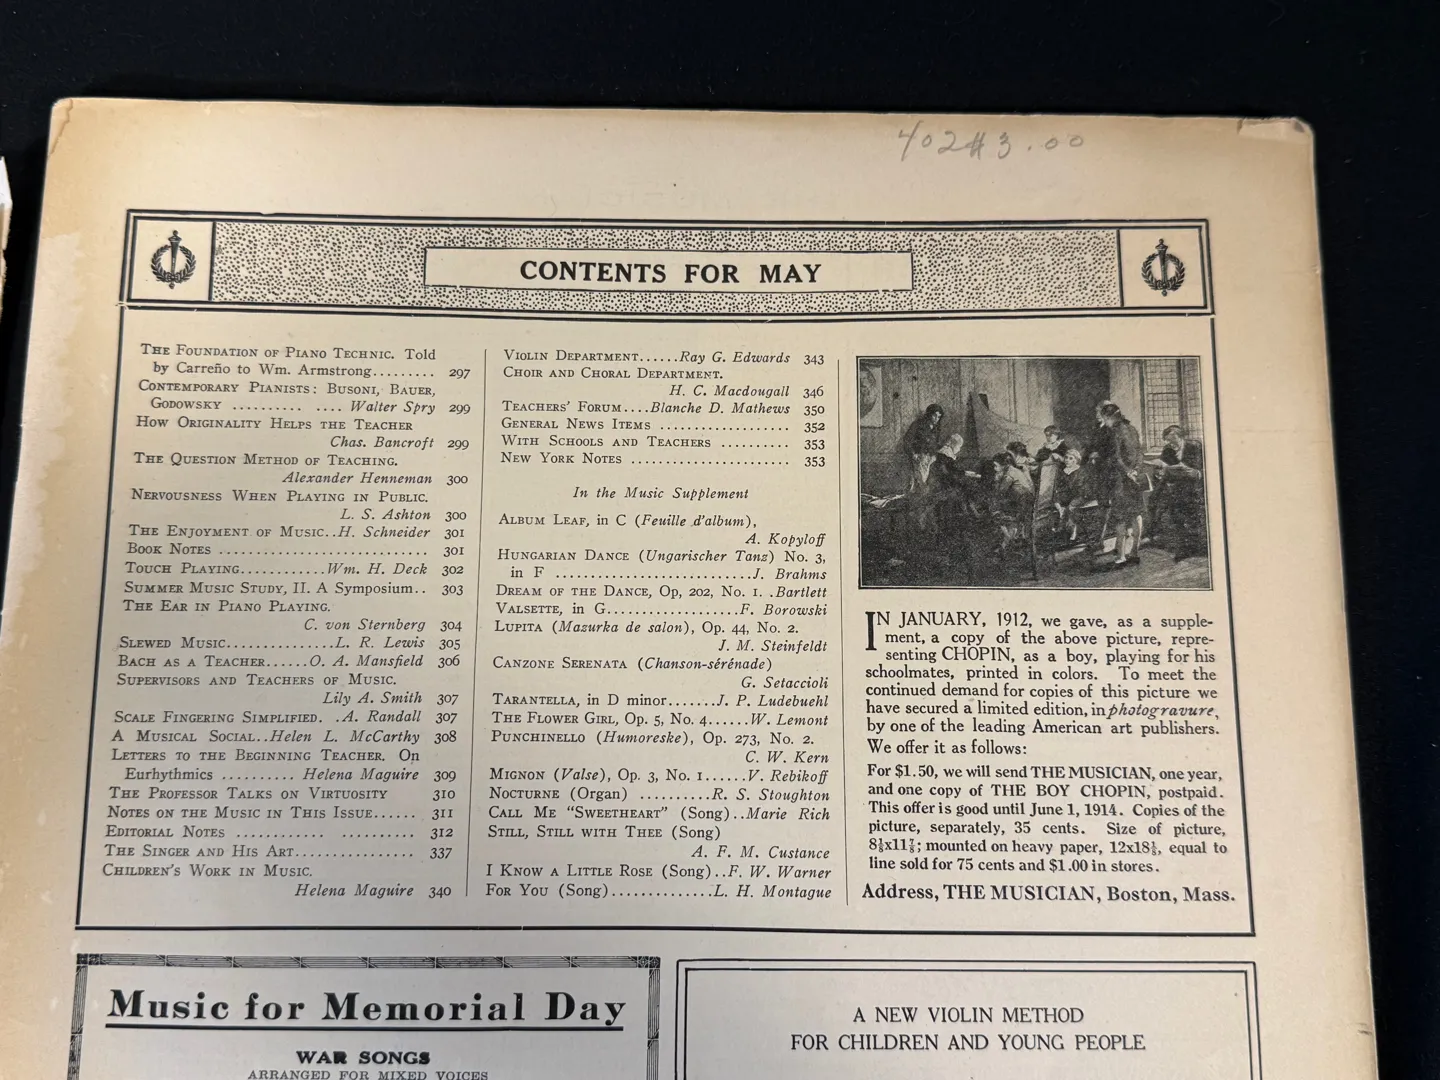 402 #3.00
CONTENTS FOR MAY
THE FOUNDATION OF PIANO TECHNIC. Told
by Carreño to Wm. Armstrong......... 297
CONTEMPORARY PIANISTS: BUSONI, BAUER,
GODOWSKY .......... .... Walter Spry 299
HOW ORIGINALITY HELPS THE TEACHER
Chas. Bancroft 299
THE QUESTION METHOD OF TEACHING.
Alexander Henneman 300
NERVOUSNESS WHEN PLAYING IN PUBLIC.
L. S. Ashton 300
THE ENJOYMENT OF MUSIC..H. Schneider 301
BOOK NOTES ............................ 301
TOUCH PLAYING...........Wm. H. Deck 302
SUMMER MUSIC STUDY, II. A Symposium.. 303
THE EAR IN PIANO PLAYING.
C. von Sternberg 304
SLEWED MUSIC..............L. R. Lewis 305
BACH AS A TEACHER......O. A. Mansfield 306
SUPERVISORS AND TEACHERS OF MUSIC.
Lily A. Smith 307
SCALE FINGERING SIMPLIFIED. .A. Randall 307
A MUSICAL SOCIAL..Helen L. McCarthy 308
LETTERS TO THE BEGINNING TEACHER. On
Eurhythmics .......... Helena Maguire 309
THE PROFESSOR TALKS ON VIRTUOSITY 310
NOTES ON THE MUSIC IN THIS ISSUE...... 311
EDITORIAL NOTES ............ .......... 312
THE SINGER AND HIS ART................ 337
CHILDREN'S WORK IN MUSIC.
Helena Maguire 340
VIOLIN DEPARTMENT......Ray G. Edwards 343
CHOIR AND CHORAL DEPARTMENT.
H. C. Macdougall 346
TEACHERS' FORUM....Blanche D. Mathews 350
GENERAL NEWS ITEMS .................. 352
WITH SCHOOLS AND TEACHERS .......... 353
NEW YORK NOTES ...................... 353
In the Music Supplement
ALBUM LEAF, in C (Feuille d'album),
A. Kopyloff
HUNGARIAN DANCE (Ungarischer Tanz) No. 3,
in F ...........................J. Brahms
DREAM OF THE DANCE, Op, 202, No. 1. .Bartlett
VALSETTE, in G..................F. Borowski
LUPITA (Mazurka de salon), Op. 44, No. 2.
J. M. Steinfeldt
CANZONE SERENATA (Chanson-sérénade)
G. Setaccioli
TARANTELLA, in D minor.......J. P. Ludebuehl
THE FLOWER GIRL, Op. 5, No. 4......W. Lemont
PUNCHINELLO (Humoreske), Op. 273, No. 2.
C. W. Kern
MIGNON (Valse), Op. 3, No. 1......V. Rebikoff
NOCTURNE (Organ) ..........R. S. Stoughton
CALL ME "SWEETHEART" (Song)..Marie Rich
STILL, STILL WITH THEE (Song)
A. F. M. Custance
I KNOW A LITTLE ROSE (Song)..F. W. Warner
FOR YOU (Song)..............L. H. Montague
IN JANUARY, 1912, we gave, as a supple-
ment, a copy of the above picture, repre-
senting CHOPIN, as a boy, playing for his
schoolmates, printed in colors. To meet the
continued demand for copies of this picture we
have secured a limited edition, in photogravure,
by one of the leading American art publishers.
We offer it as follows:
For $1.50, we will send THE MUSICIAN, one year,
and one copy of THE BOY CHOPIN, postpaid.
This offer is good until June 1, 1914. Copies of the
picture, separately, 35 cents. Size of picture,
mounted on heavy paper, equal to
line sold for 75 cents and $1.00 in stores.
Address, THE MUSICIAN, Boston, Mass.
Music for Memorial Day
WAR SONGS
ARRANGED FOR MIXED VOICES
A NEW VIOLIN METHOD
FOR CHILDREN AND YOUNG PEOPLE